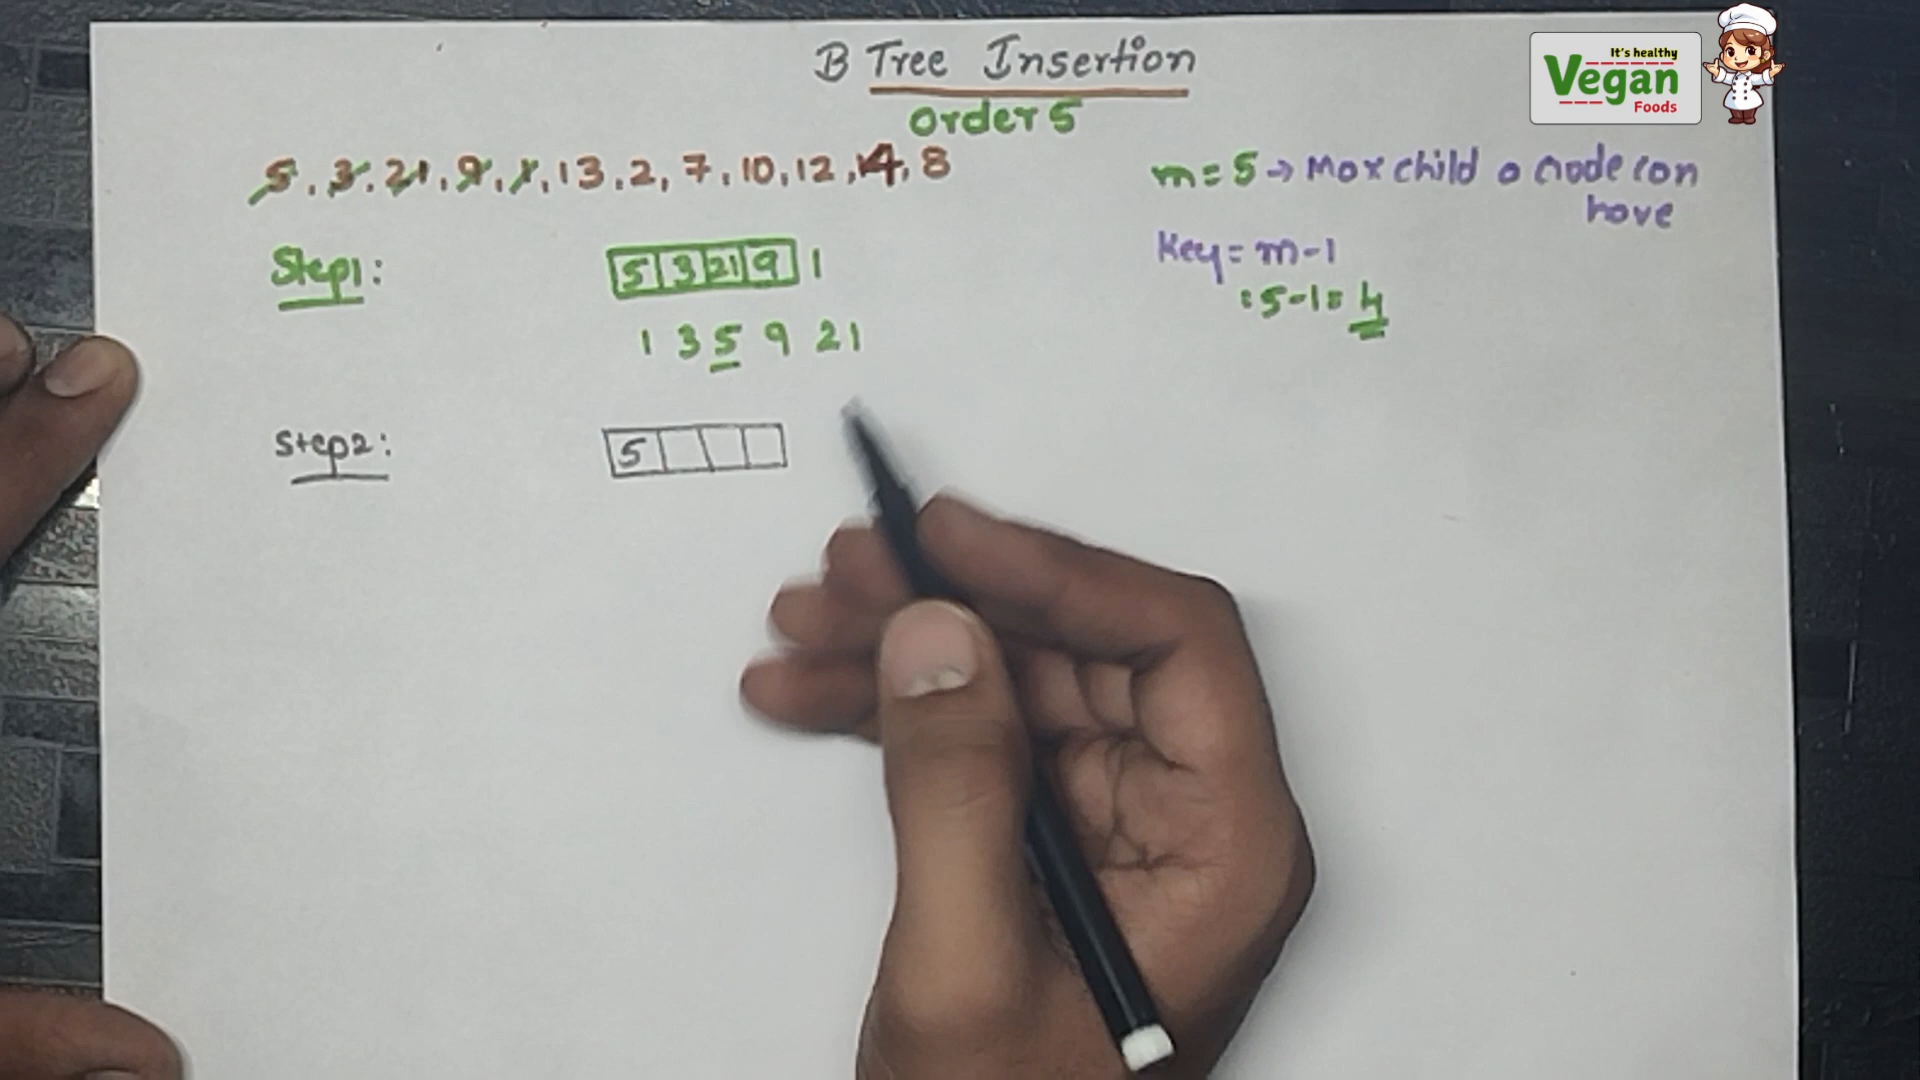 B Tree Insertion
Order 5
5, 3, 21, 9, 1, 13, 2, 7, 10, 12, 14, 8
m = 5 → Max child a node can
have
Key = m-1
: 5-1 = 4
Step1:
5 3 21 9 1
1 3 5 9 21
Step2:
5
It's healthy
Vegan
Foods